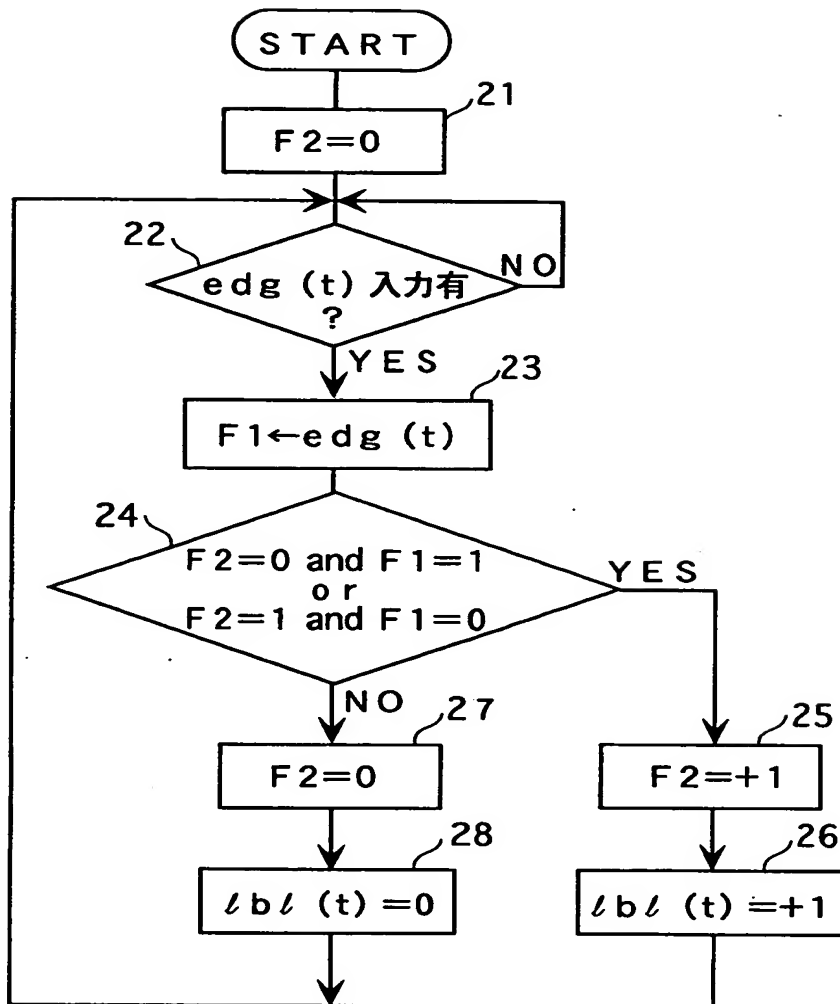 START
21
F2=0
22
edg (t) 入力有
?
NO
YES
23
F1←edg (t)
24
F2=0 and F1=1
or
F2=1 and F1=0
YES
NO
27
F2=0
25
F2=+1
28
ℓbℓ (t) =0
26
ℓbℓ (t) =+1